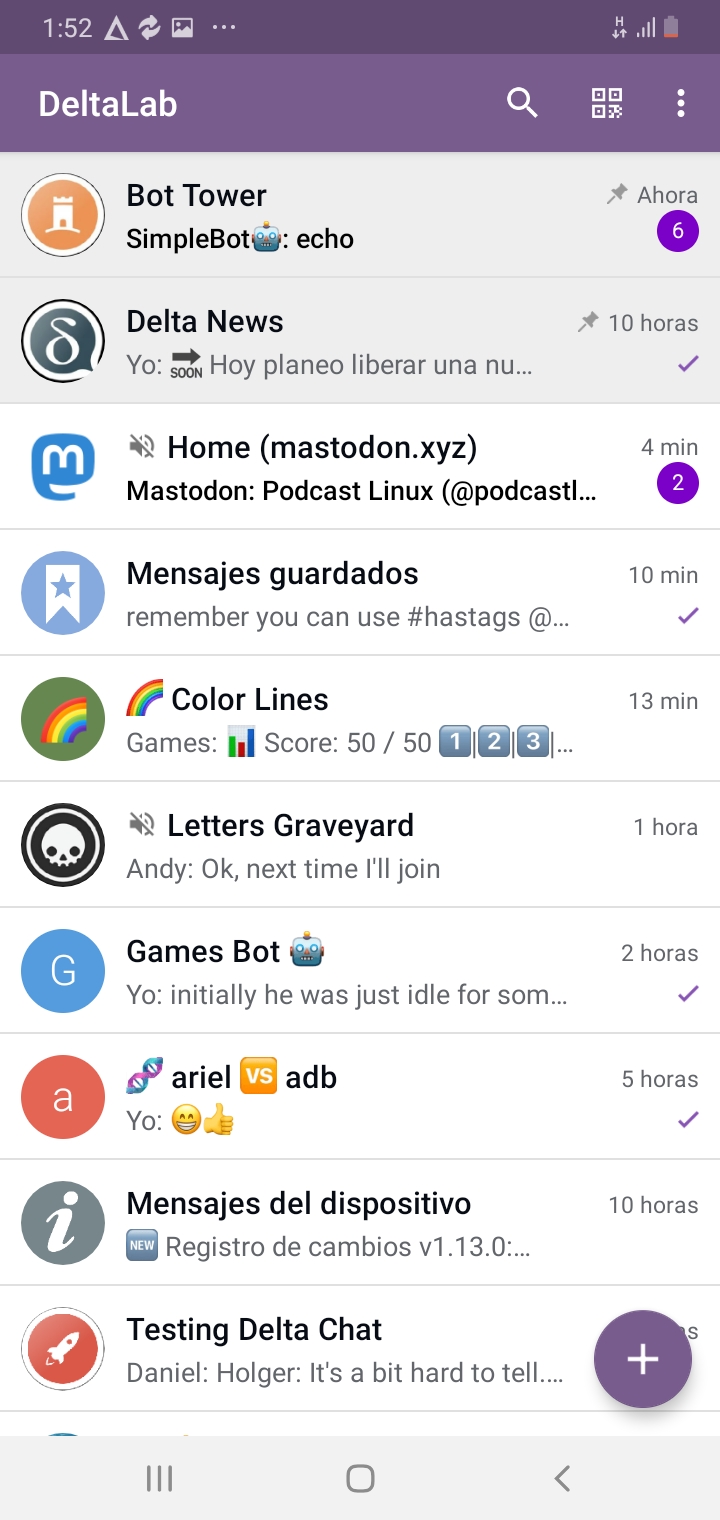 1:52
H
DeltaLab
Bot Tower
Ahora
SimpleBot🤖: echo
6
Delta News
10 horas
Yo: 🔜 Hoy planeo liberar una nu…
Home (mastodon.xyz)
4 min
Mastodon: Podcast Linux (@podcastl…
2
Mensajes guardados
10 min
remember you can use #hastags @…
🌈 Color Lines
13 min
Games: 📊 Score: 50 / 50 1️⃣|2️⃣|3️⃣|…
Letters Graveyard
1 hora
Andy: Ok, next time I'll join
G
Games Bot 🤖
2 horas
Yo: initially he was just idle for som…
a
🧬 ariel 🆚 adb
5 horas
Yo: 😁👍
Mensajes del dispositivo
10 horas
🆕 Registro de cambios v1.13.0:…
Testing Delta Chat
Daniel: Holger: It's a bit hard to tell.…